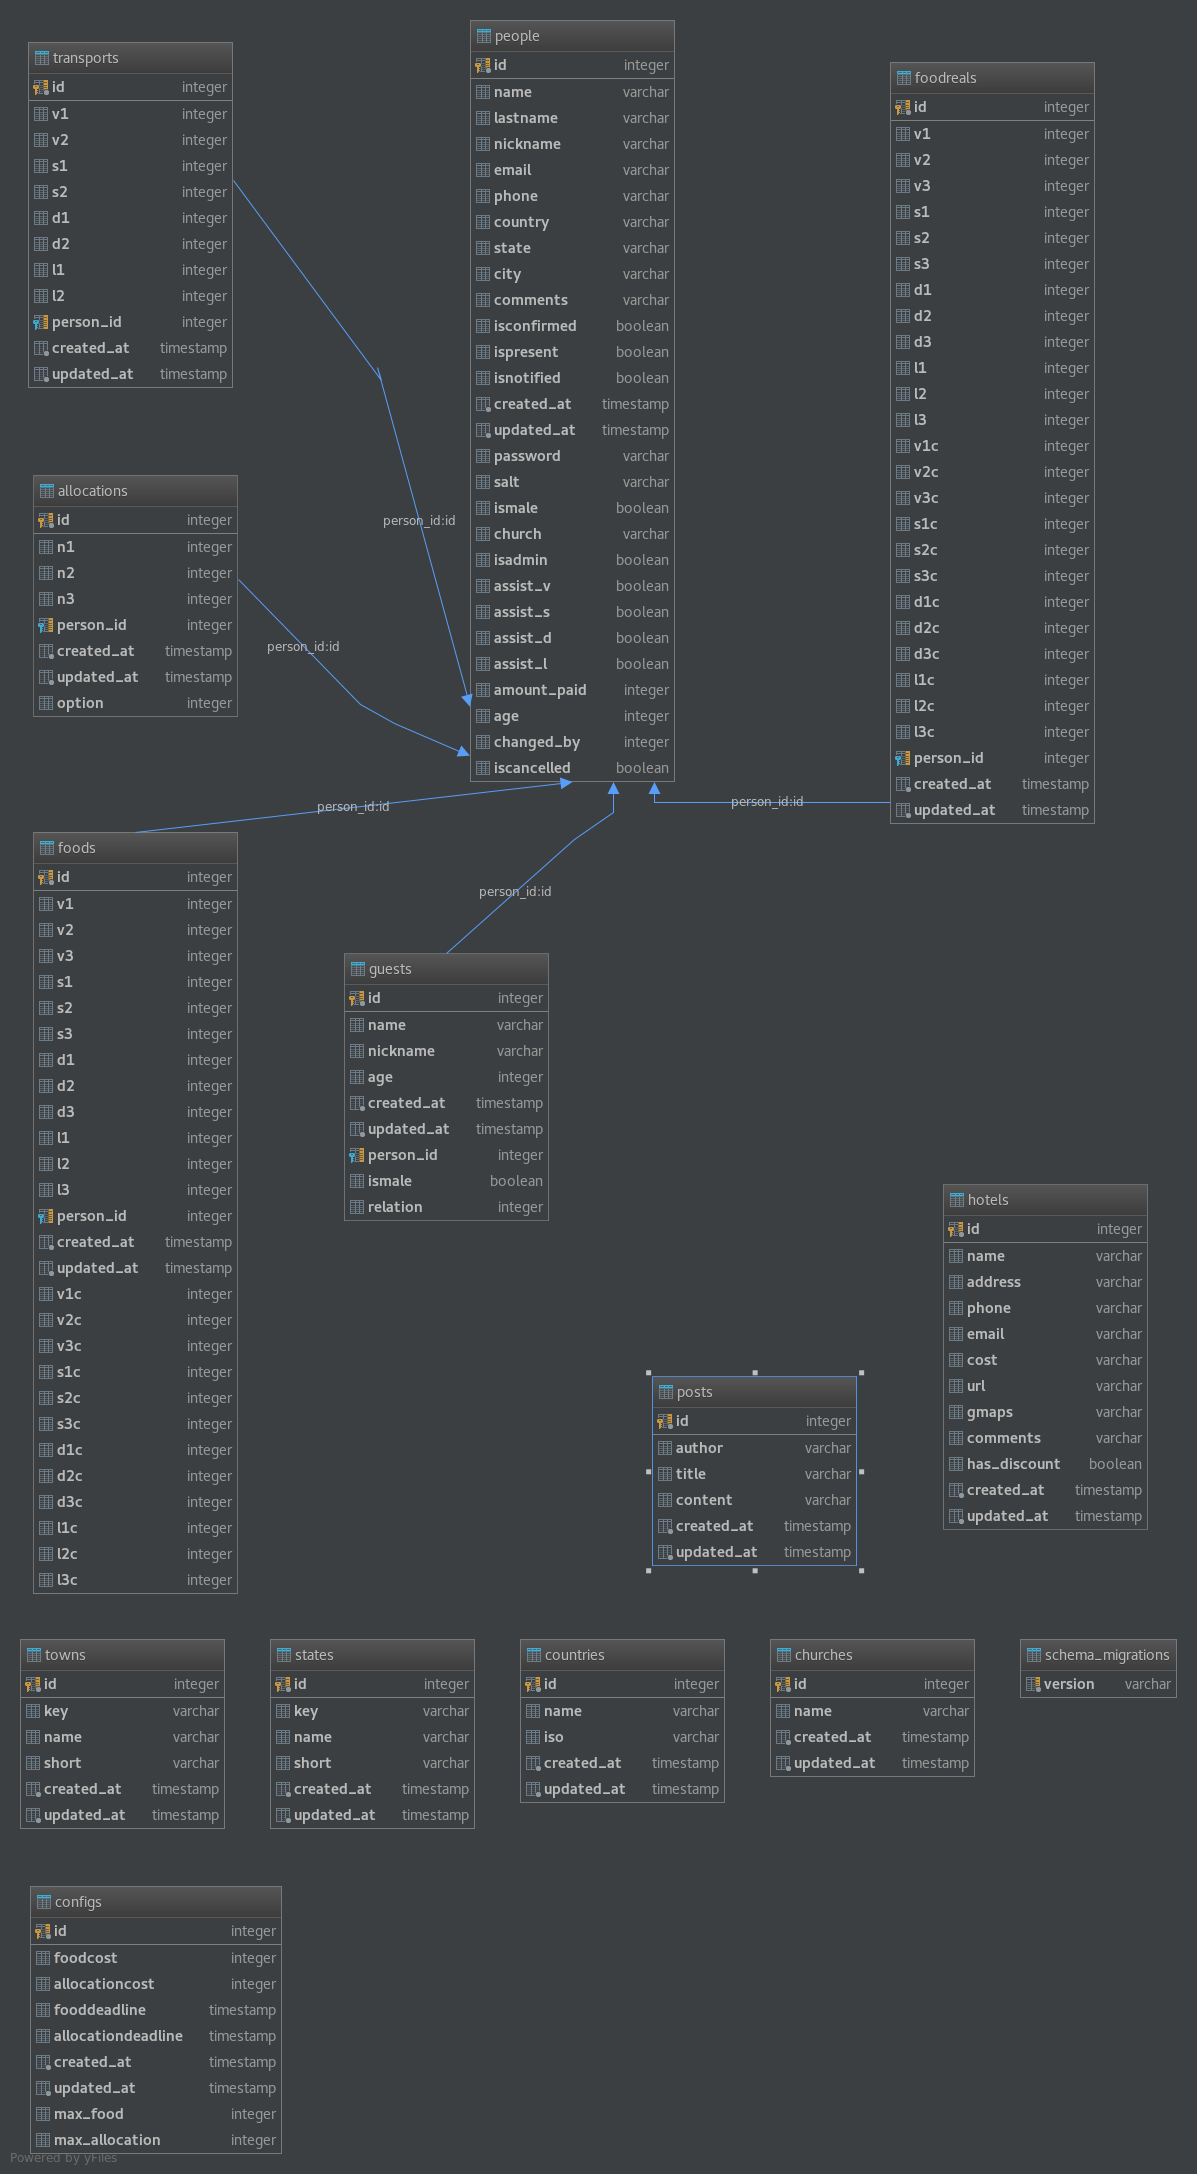 transports
id integer
v1 integer
v2 integer
s1 integer
s2 integer
d1 integer
d2 integer
l1 integer
l2 integer
person_id integer
created_at timestamp
updated_at timestamp
people
id integer
name varchar
lastname varchar
nickname varchar
email varchar
phone varchar
country varchar
state varchar
city varchar
comments varchar
isconfirmed boolean
ispresent boolean
isnotified boolean
created_at timestamp
updated_at timestamp
password varchar
salt varchar
ismale boolean
church varchar
isadmin boolean
assist_v boolean
assist_s boolean
assist_d boolean
assist_l boolean
amount_paid integer
age integer
changed_by integer
iscancelled boolean
foodreals
id integer
v1 integer
v2 integer
v3 integer
s1 integer
s2 integer
s3 integer
d1 integer
d2 integer
d3 integer
l1 integer
l2 integer
l3 integer
v1c integer
v2c integer
v3c integer
s1c integer
s2c integer
s3c integer
d1c integer
d2c integer
d3c integer
l1c integer
l2c integer
l3c integer
person_id integer
created_at timestamp
updated_at timestamp
allocations
id integer
n1 integer
n2 integer
n3 integer
person_id integer
created_at timestamp
updated_at timestamp
option integer
person_id:id
person_id:id
person_id:id
person_id:id
person_id:id
foods
id integer
v1 integer
v2 integer
v3 integer
s1 integer
s2 integer
s3 integer
d1 integer
d2 integer
d3 integer
l1 integer
l2 integer
l3 integer
person_id integer
created_at timestamp
updated_at timestamp
v1c integer
v2c integer
v3c integer
s1c integer
s2c integer
s3c integer
d1c integer
d2c integer
d3c integer
l1c integer
l2c integer
l3c integer
guests
id integer
name varchar
nickname varchar
age integer
created_at timestamp
updated_at timestamp
person_id integer
ismale boolean
relation integer
hotels
id integer
name varchar
address varchar
phone varchar
email varchar
cost varchar
url varchar
gmaps varchar
comments varchar
has_discount boolean
created_at timestamp
updated_at timestamp
posts
id integer
author varchar
title varchar
content varchar
created_at timestamp
updated_at timestamp
towns
id integer
key varchar
name varchar
short varchar
created_at timestamp
updated_at timestamp
states
id integer
key varchar
name varchar
short varchar
created_at timestamp
updated_at timestamp
countries
id integer
name varchar
iso varchar
created_at timestamp
updated_at timestamp
churches
id integer
name varchar
created_at timestamp
updated_at timestamp
schema_migrations
version varchar
configs
id integer
foodcost integer
allocationcost integer
fooddeadline timestamp
allocationdeadline timestamp
created_at timestamp
updated_at timestamp
max_food integer
max_allocation integer
Powered by yFiles